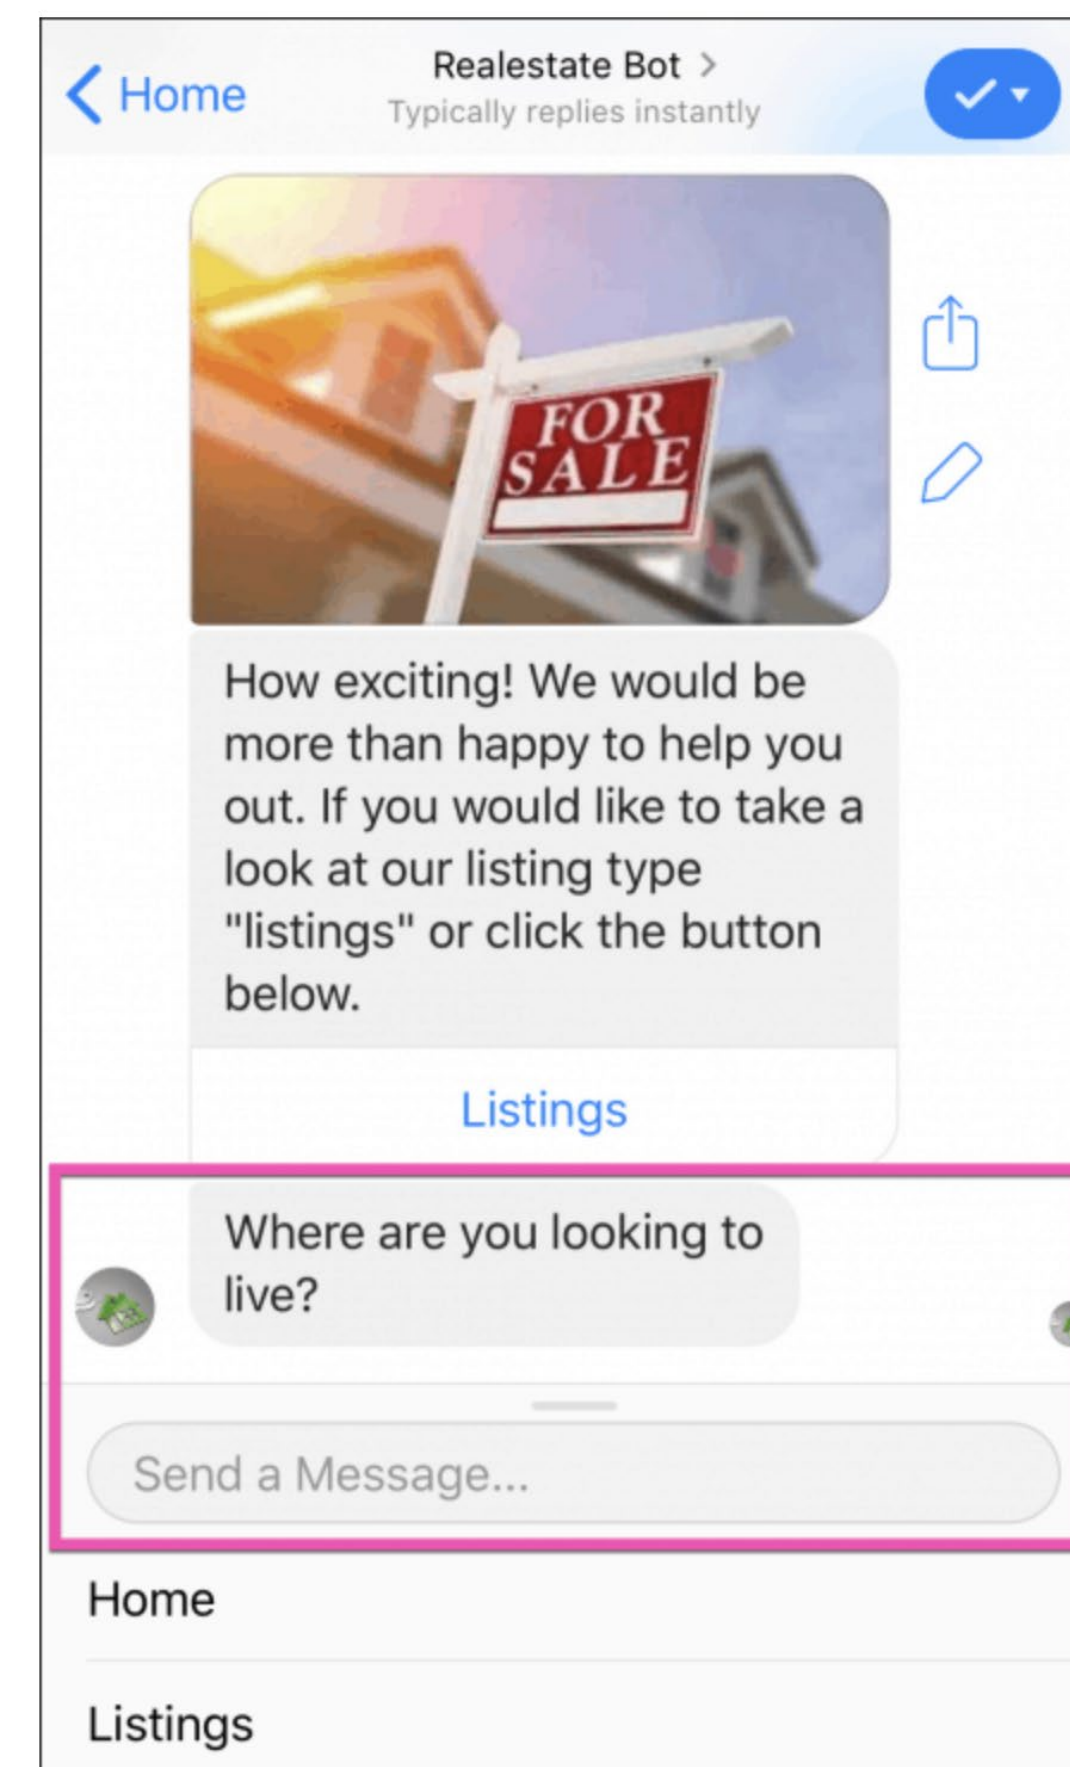 Home
Realestate Bot
Typically replies instantly
FOR
SALE
How exciting! We would be
more than happy to help you
out. If you would like to take a
look at our listing type
"listings" or click the button
below.
Listings
Where are you looking to
live?
Send a Message...
Home
Listings